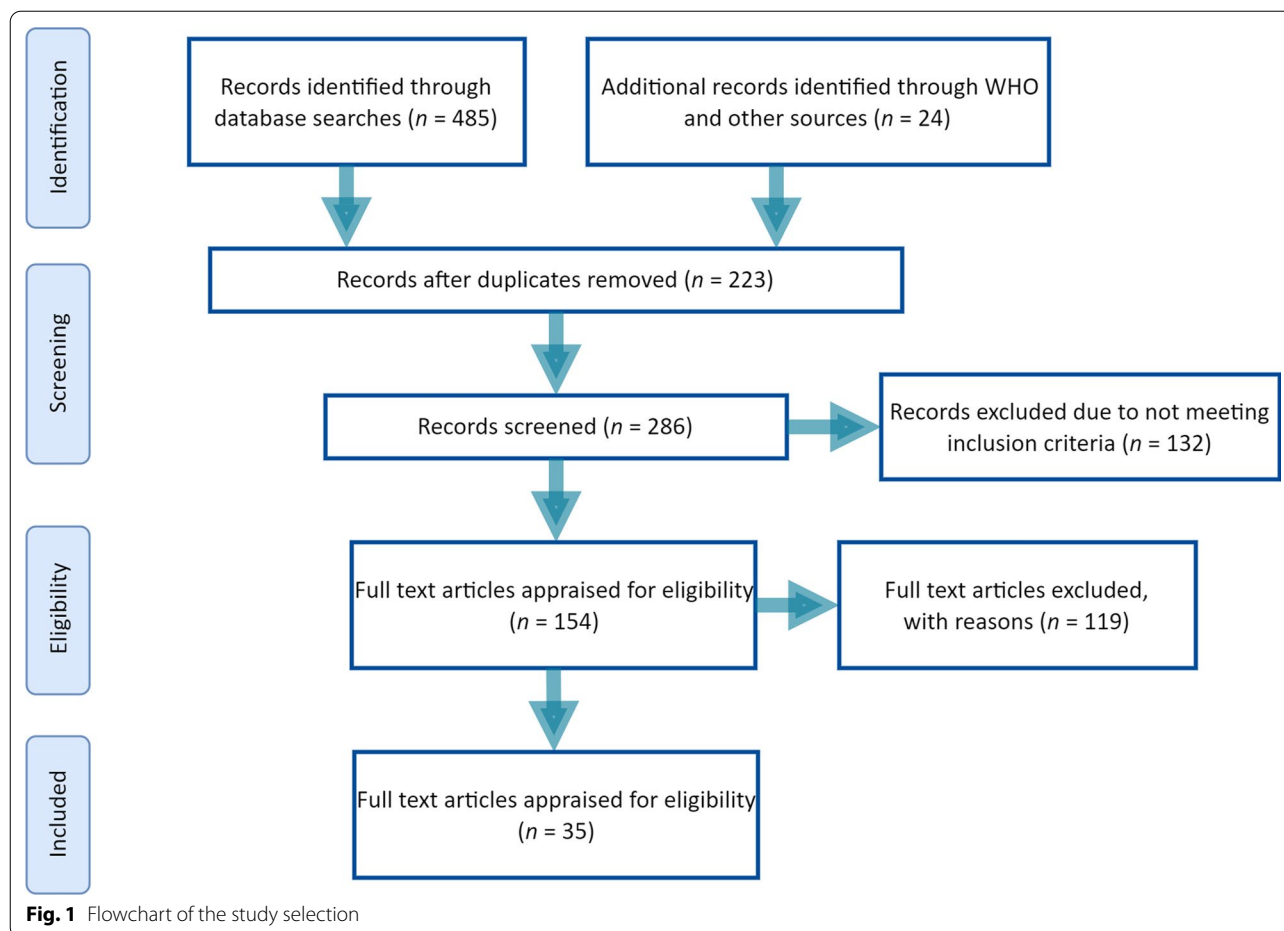 Identification
Records identified through
database searches (n = 485)
Additional records identified through WHO
and other sources (n = 24)
Screening
Records after duplicates removed (n = 223)
Records screened (n = 286)
Records excluded due to not meeting
inclusion criteria (n = 132)
Eligibility
Full text articles appraised for eligibility
(n = 154)
Full text articles excluded,
with reasons (n = 119)
Included
Full text articles appraised for eligibility
(n = 35)
Fig. 1 Flowchart of the study selection